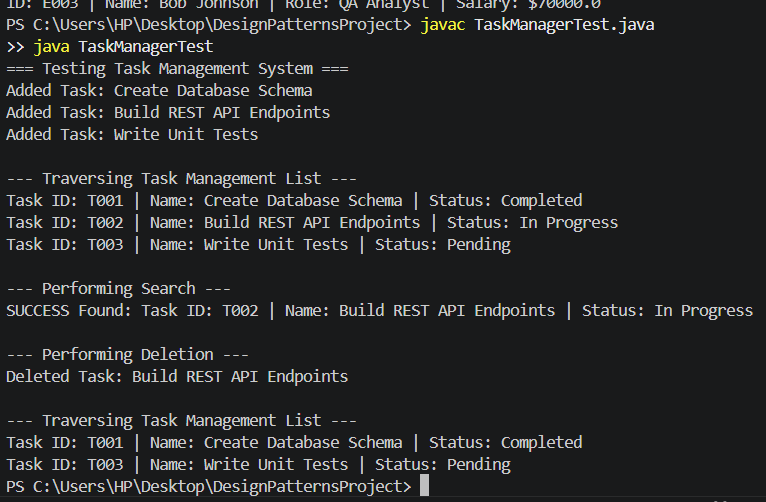 ID: E003 | Name: Bob Johnson | Role: QA Analyst | Salary: $70000.0
PS C:\Users\HP\Desktop\DesignPatternsProject> javac TaskManagerTest.java
>> java TaskManagerTest
=== Testing Task Management System ===
Added Task: Create Database Schema
Added Task: Build REST API Endpoints
Added Task: Write Unit Tests

--- Traversing Task Management List ---
Task ID: T001 | Name: Create Database Schema | Status: Completed
Task ID: T002 | Name: Build REST API Endpoints | Status: In Progress
Task ID: T003 | Name: Write Unit Tests | Status: Pending

--- Performing Search ---
SUCCESS Found: Task ID: T002 | Name: Build REST API Endpoints | Status: In Progress

--- Performing Deletion ---
Deleted Task: Build REST API Endpoints

--- Traversing Task Management List ---
Task ID: T001 | Name: Create Database Schema | Status: Completed
Task ID: T003 | Name: Write Unit Tests | Status: Pending
PS C:\Users\HP\Desktop\DesignPatternsProject>